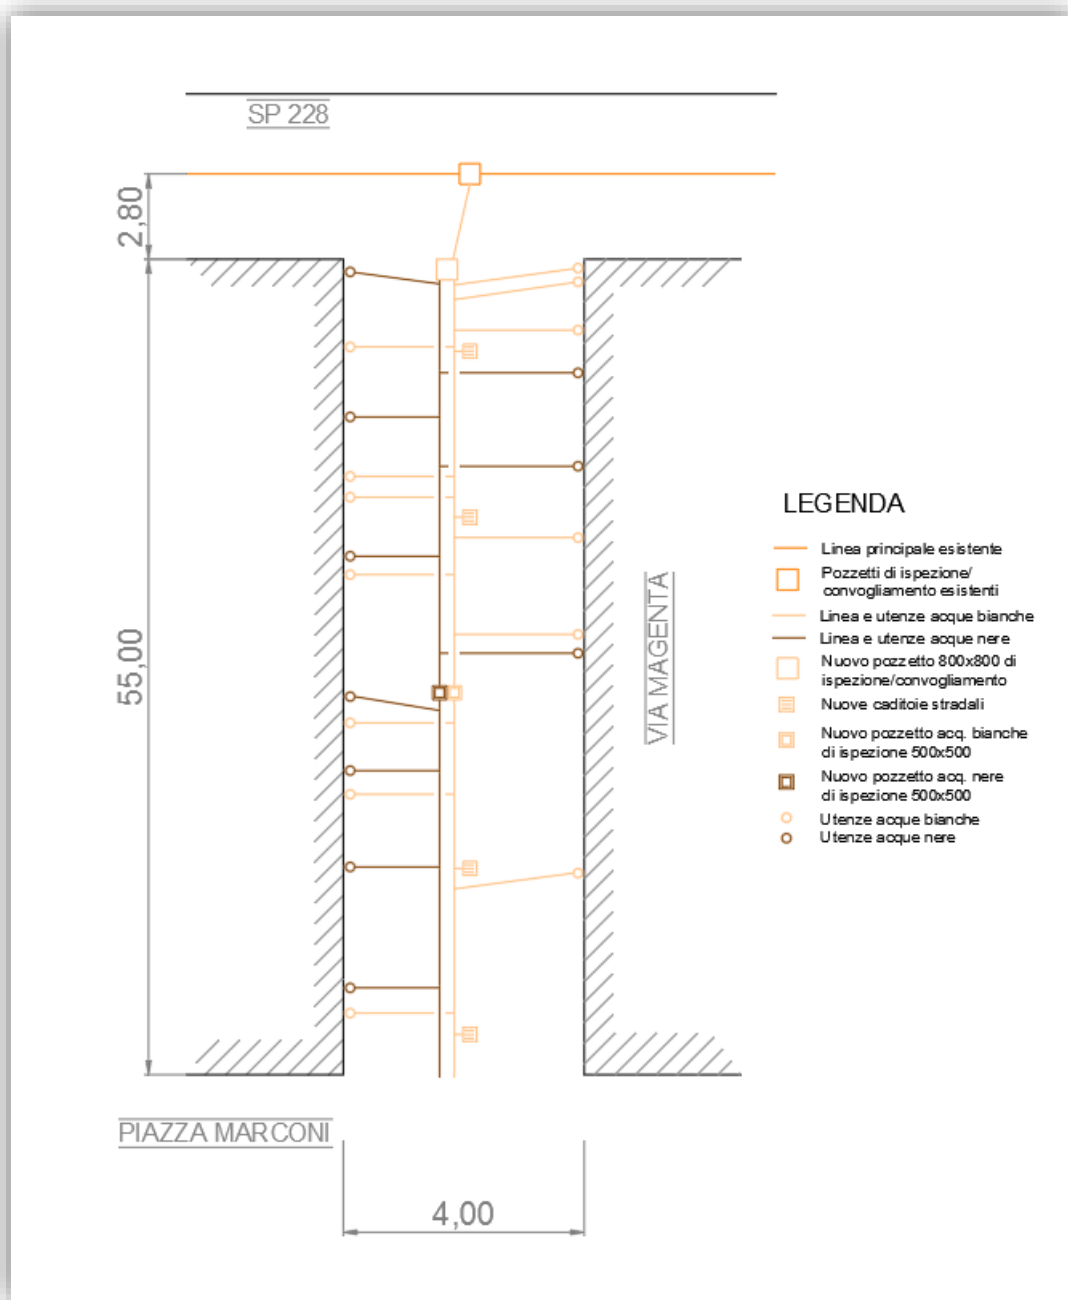 SP 228
2,80
55,00
VIA MAGENTA
LEGENDA
Linea principale esistente
Pozzetti di ispezione/
convogliamento esistenti
Linea e utenze acque bianche
Linea e utenze acque nere
Nuovo pozzetto 800x800 di
ispezione/convogliamento
Nuove caditoie stradali
Nuovo pozzetto acq. bianche
di ispezione 500x500
Nuovo pozzetto acq. nere
di ispezione 500x500
Utenze acque bianche
Utenze acque nere
PIAZZA MARCONI
4,00